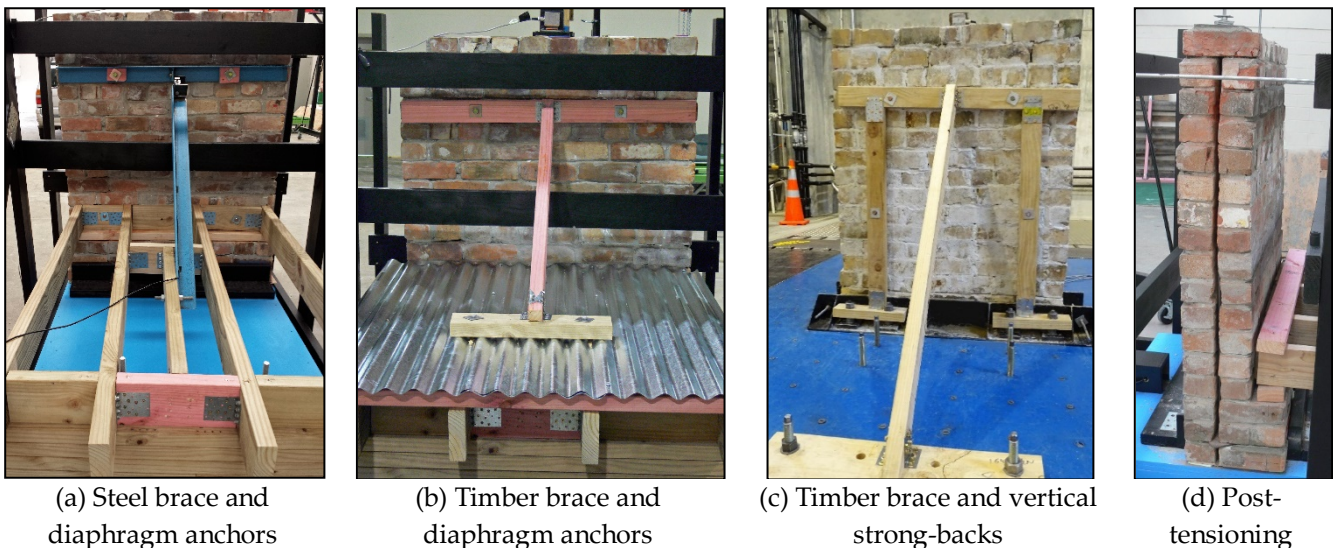 (a) Steel brace and
diaphragm anchors
(b) Timber brace and
diaphragm anchors
(c) Timber brace and vertical
strong-backs
(d) Post-
tensioning